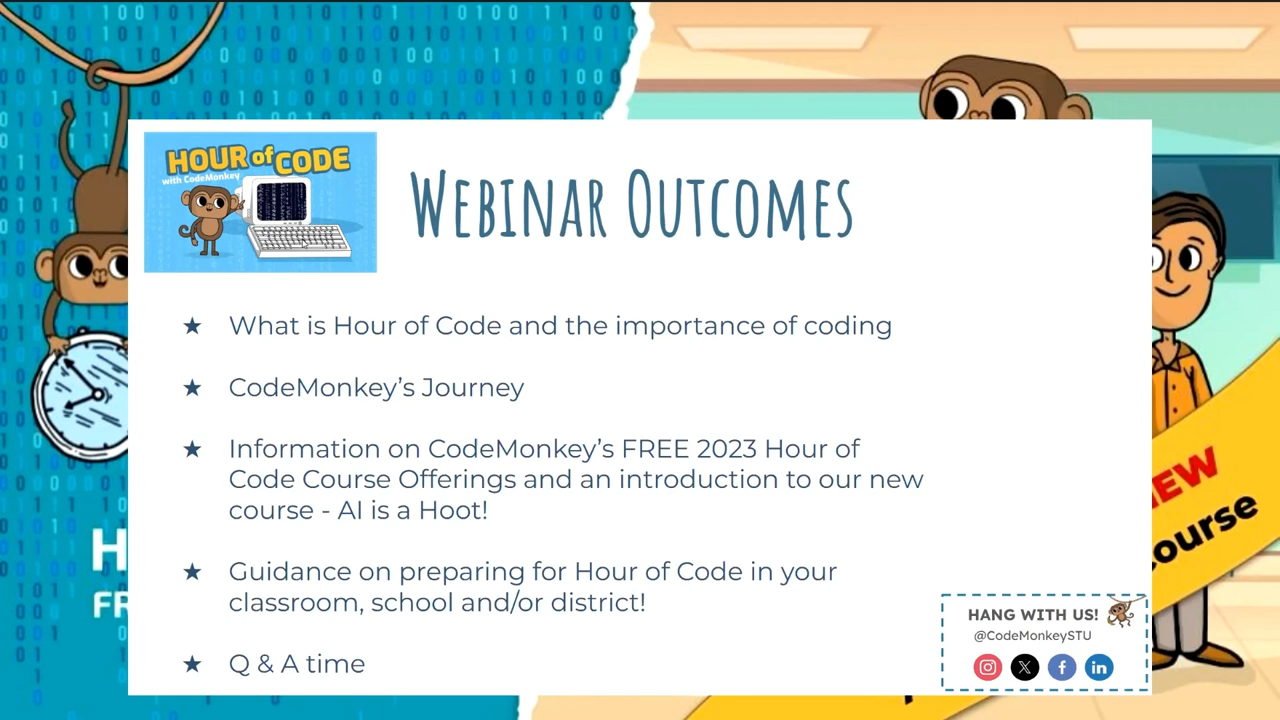 HOUR of CODE
with CodeMonkey
WEBINAR OUTCOMES
★ What is Hour of Code and the importance of coding
★ CodeMonkey’s Journey
★ Information on CodeMonkey’s FREE 2023 Hour of
Code Course Offerings and an introduction to our new
course - AI is a Hoot!
★ Guidance on preparing for Hour of Code in your
classroom, school and/or district!
★ Q & A time
HANG WITH US!
@CodeMonkeySTU